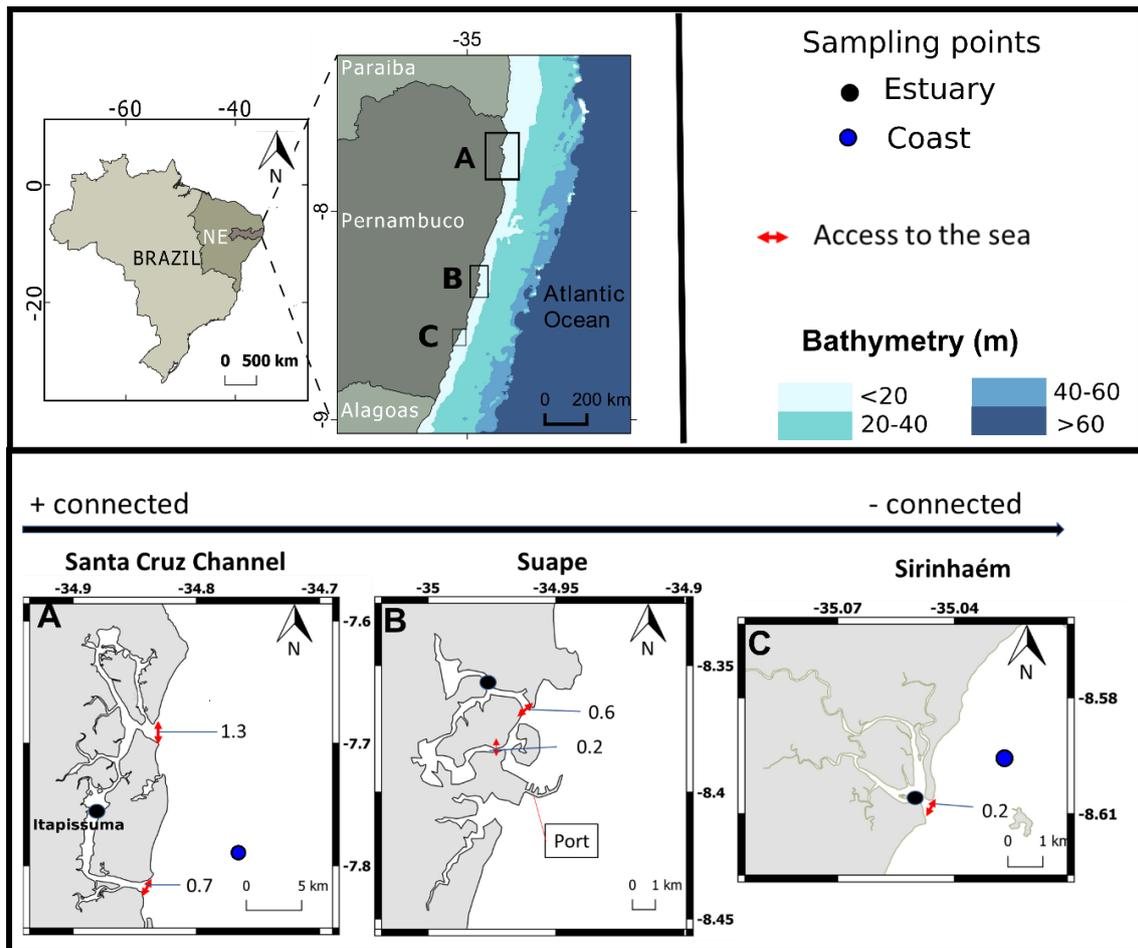 -60
-40
0
-20
N
NE
BRAZIL
0 500 km
-35
Paraiba
A
-8
Pernambuco
B
C
Atlantic
Ocean
0 200 km
Alagoas
-9
Sampling points
Estuary
Coast
Access to the sea
Bathymetry (m)
<20
40-60
20-40
>60
+ connected
- connected
Santa Cruz Channel
-34.9
-34.8
-34.7
A
N
-7.6
1.3
-7.7
Itapissuma
-7.8
0.7
0 5 km
Suape
-35
-34.95
-34.9
B
N
-8.35
0.6
0.2
-8.4
Port
0 1 km
-8.45
Sirinhaém
-35.07
-35.04
C
N
-8.58
0.2
-8.61
0 1 km